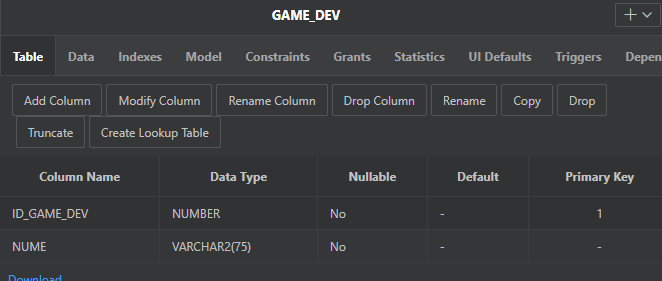 GAME_DEV
Table Data Indexes Model Constraints Grants Statistics UI Defaults Triggers Depen
Add Column Modify Column Rename Column Drop Column Rename Copy Drop
Truncate Create Lookup Table
Column Name Data Type Nullable Default Primary Key
ID_GAME_DEV NUMBER No - 1
NUME VARCHAR2(75) No - -
Download